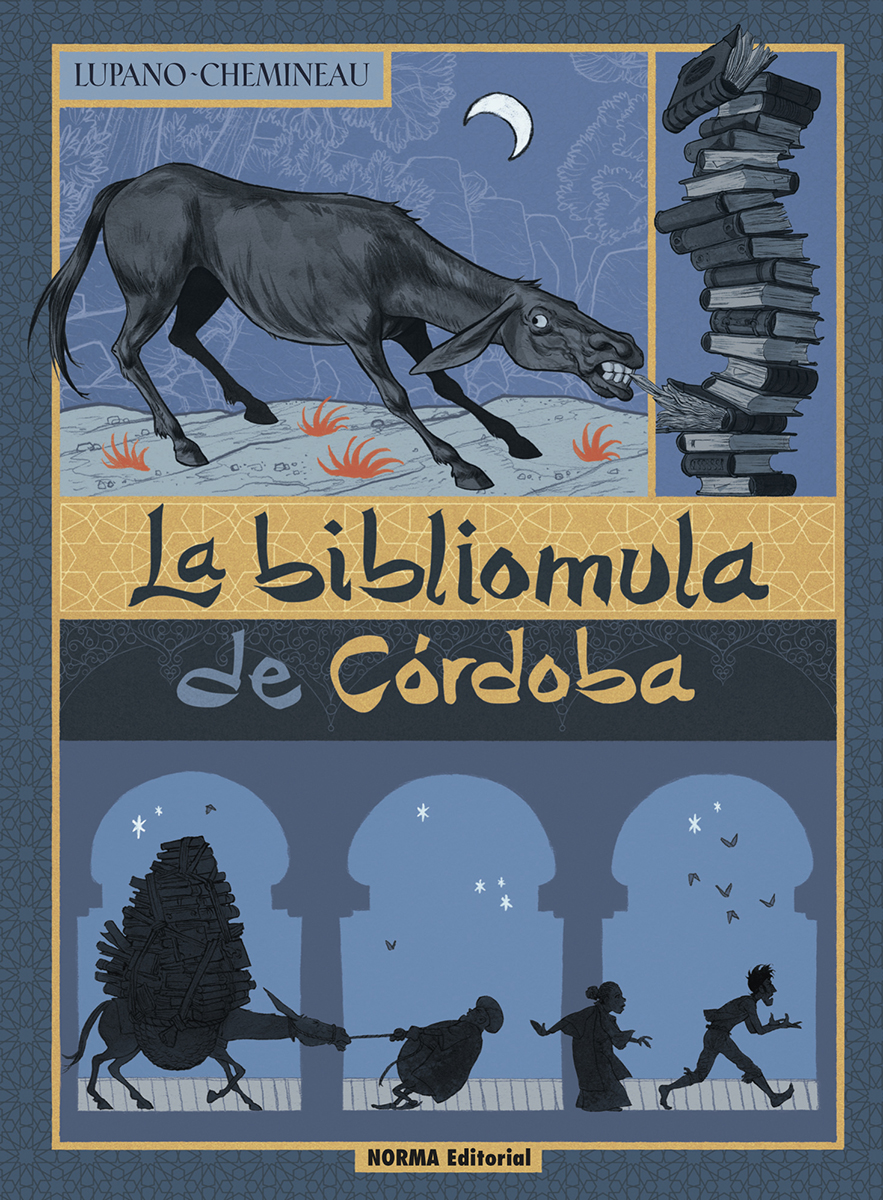 LUPANO-CHEMINEAU
La bibliomula
de Córdoba
NORMA Editorial